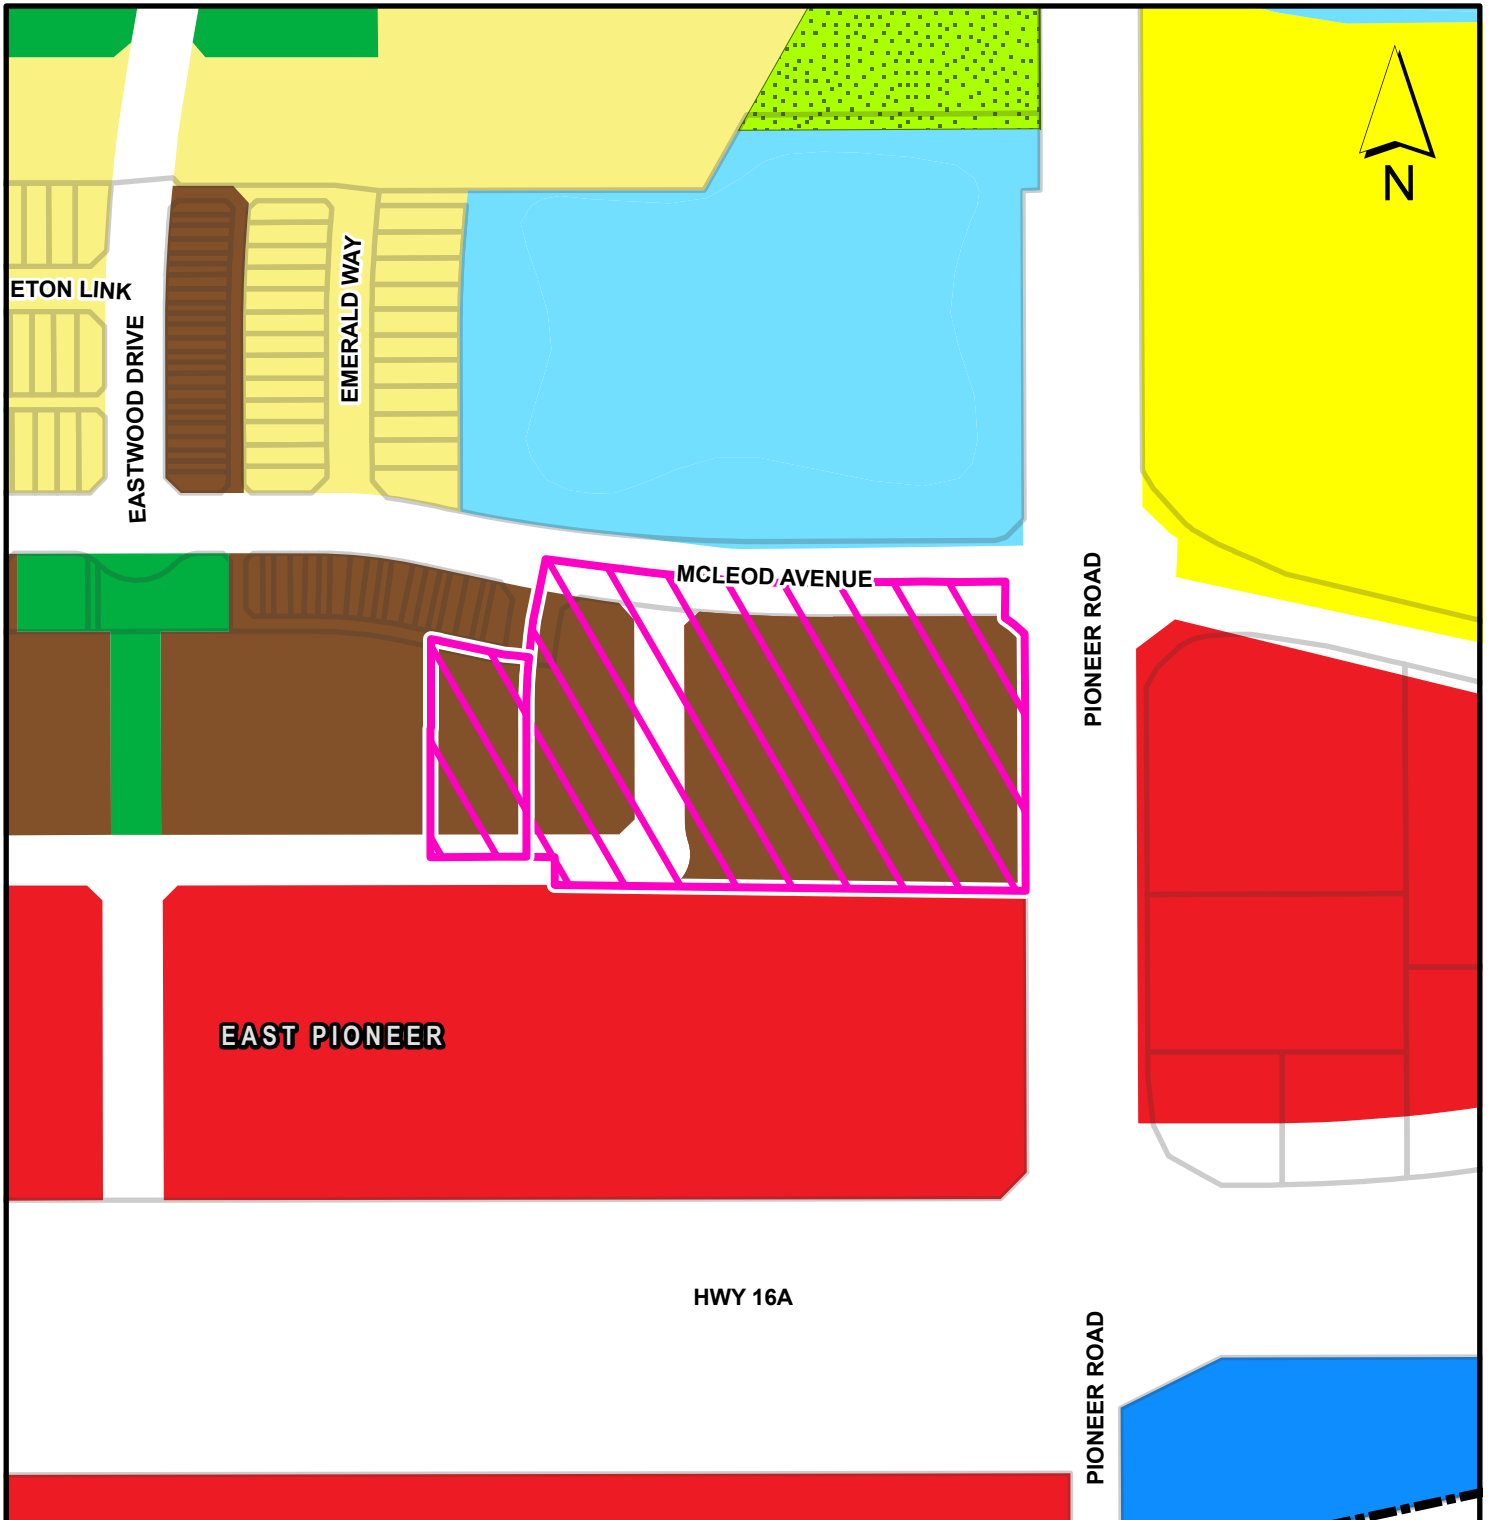 N
EMERALD WAY
ETON LINK
EASTWOOD DRIVE
MCLEOD AVENUE
PIONEER ROAD
EAST PIONEER
HWY 16A
PIONEER ROAD